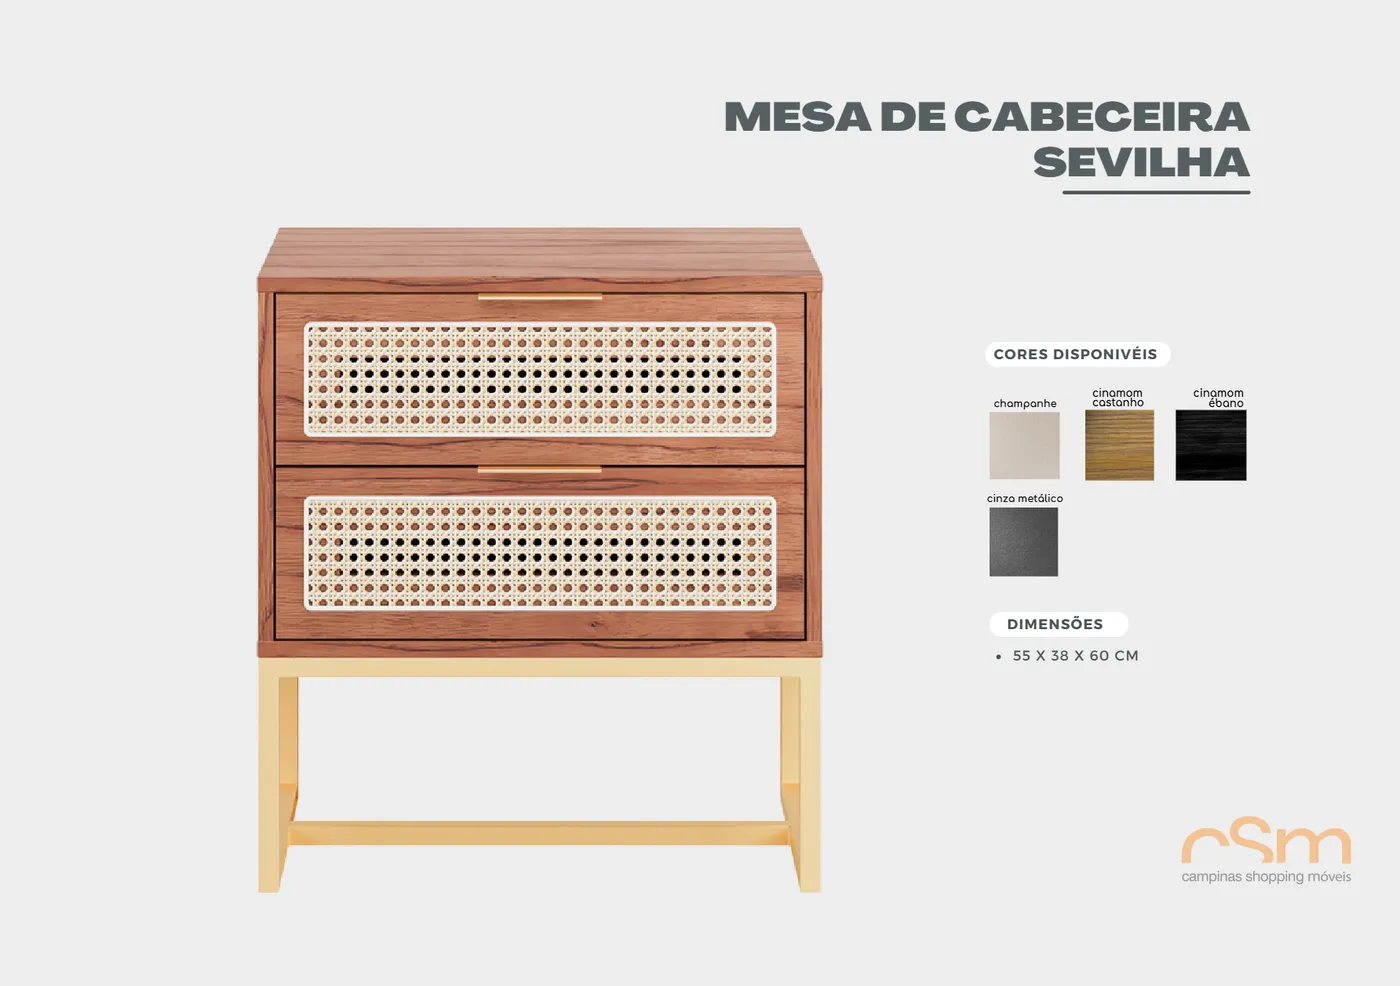 MESA DE CABECEIRA
SEVILHA
CORES DISPONIVÉIS
champanhe
cinamom
castanho
cinamom
ébano
cinza metálico
DIMENSÕES
• 55 X 38 X 60 CM
csm
campinas shopping móveis